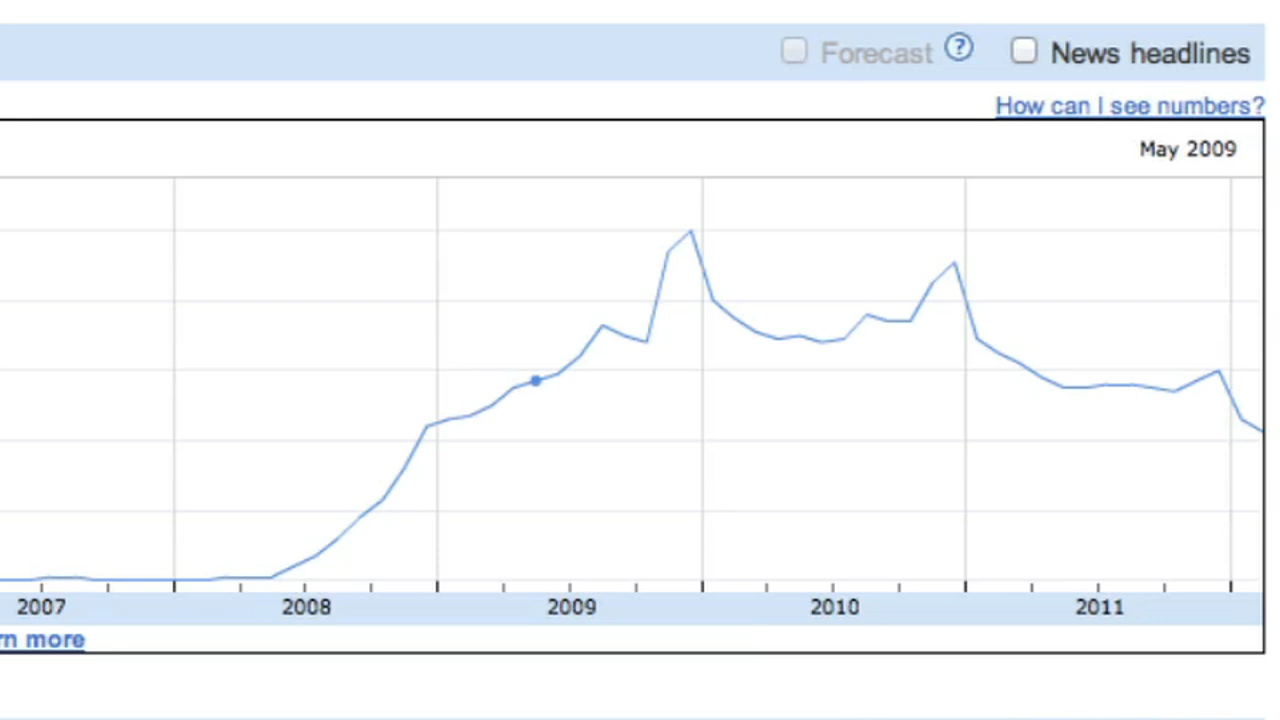 Forecast ? News headlines
How can I see numbers?
May 2009
2007 2008 2009 2010 2011
rn more